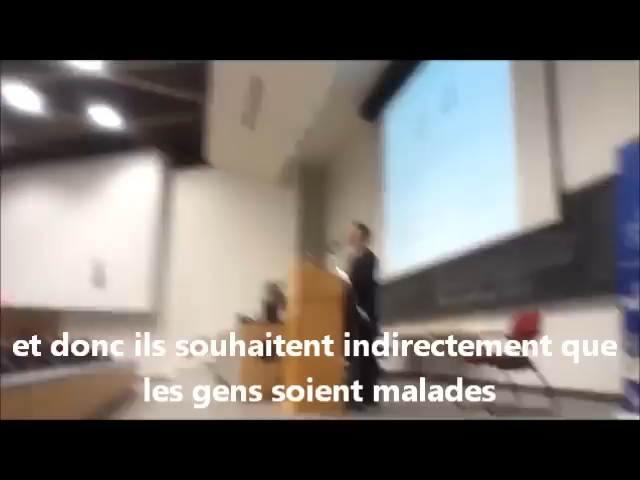 et donc ils souhaitent indirectement que
les gens soient malades